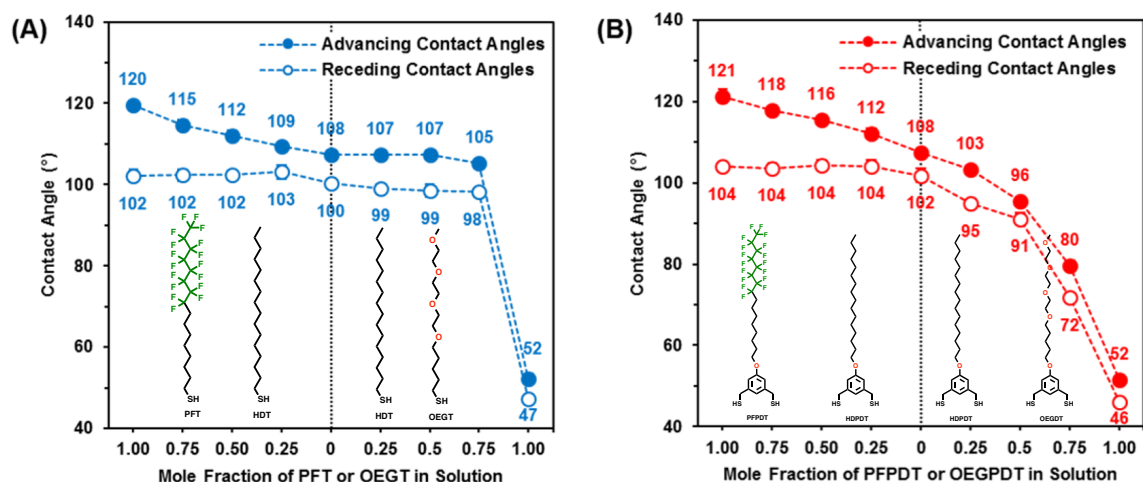 (A)
140
120
100
80
60
40
Contact Angle (°)
Advancing Contact Angles
Receding Contact Angles
120
115
112
109
108
107
107
105
102
102
102
103
100
99
99
98
52
47
F F F F F F F F F F F F F F F F F
SH
PFT
SH
HDT
SH
HDT
O
O
O
O
SH
OEGT
1.00 0.75 0.50 0.25 0 0.25 0.5 0.75 1.00
Mole Fraction of PFT or OEGT in Solution
(B)
140
120
100
80
60
40
Contact Angle (°)
Advancing Contact Angles
Receding Contact Angles
121
118
116
112
108
103
96
80
52
104
104
104
104
102
95
91
72
46
F F F F F F F F F F F F F F F F F
O
HS SH
PFPDT
O
HS SH
HDPDT
O
HS SH
HDPDT
O
O
O
O
O
HS SH
OEGDT
1.00 0.75 0.50 0.25 0 0.25 0.5 0.75 1.00
Mole Fraction of PFPDT or OEGPDT in Solution